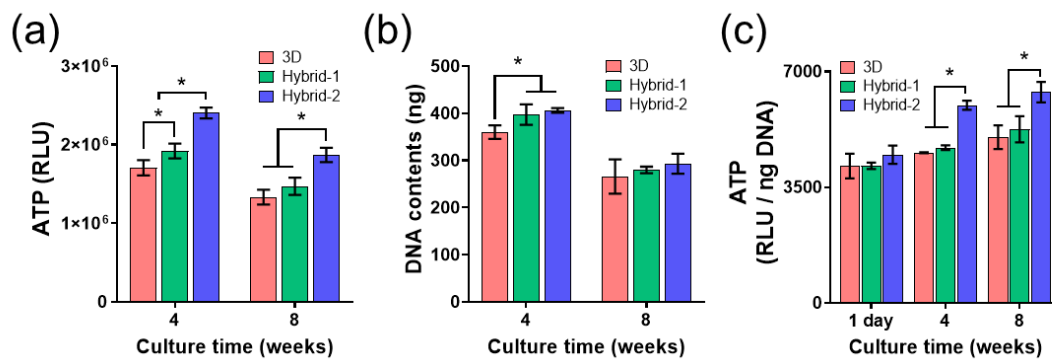 (a)
3×10⁶
2×10⁶
1×10⁶
0
ATP (RLU)
3D
Hybrid-1
Hybrid-2
*
*
*
4
8
Culture time (weeks)
(b)
500
400
300
200
100
0
DNA contents (ng)
3D
Hybrid-1
Hybrid-2
*
4
8
Culture time (weeks)
(c)
7000
3500
0
ATP
(RLU / ng DNA)
3D
Hybrid-1
Hybrid-2
*
*
1 day
4
8
Culture time (weeks)